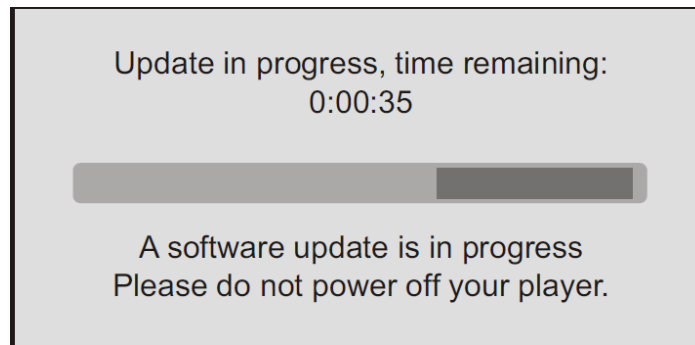 Update in progress, time remaining:
0:00:35
A software update is in progress
Please do not power off your player.